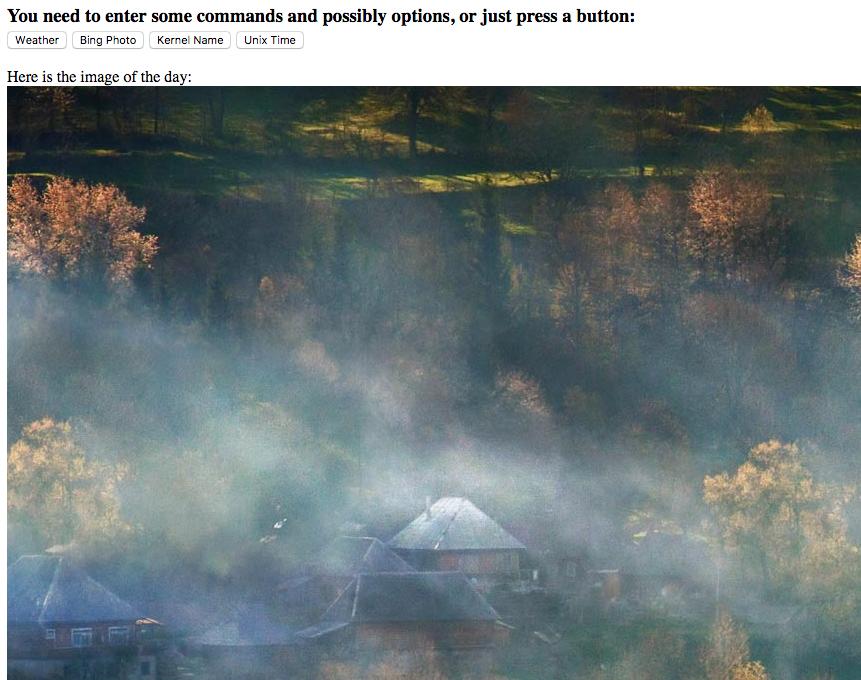 You need to enter some commands and possibly options, or just press a button:
Weather Bing Photo Kernel Name Unix Time
Here is the image of the day: